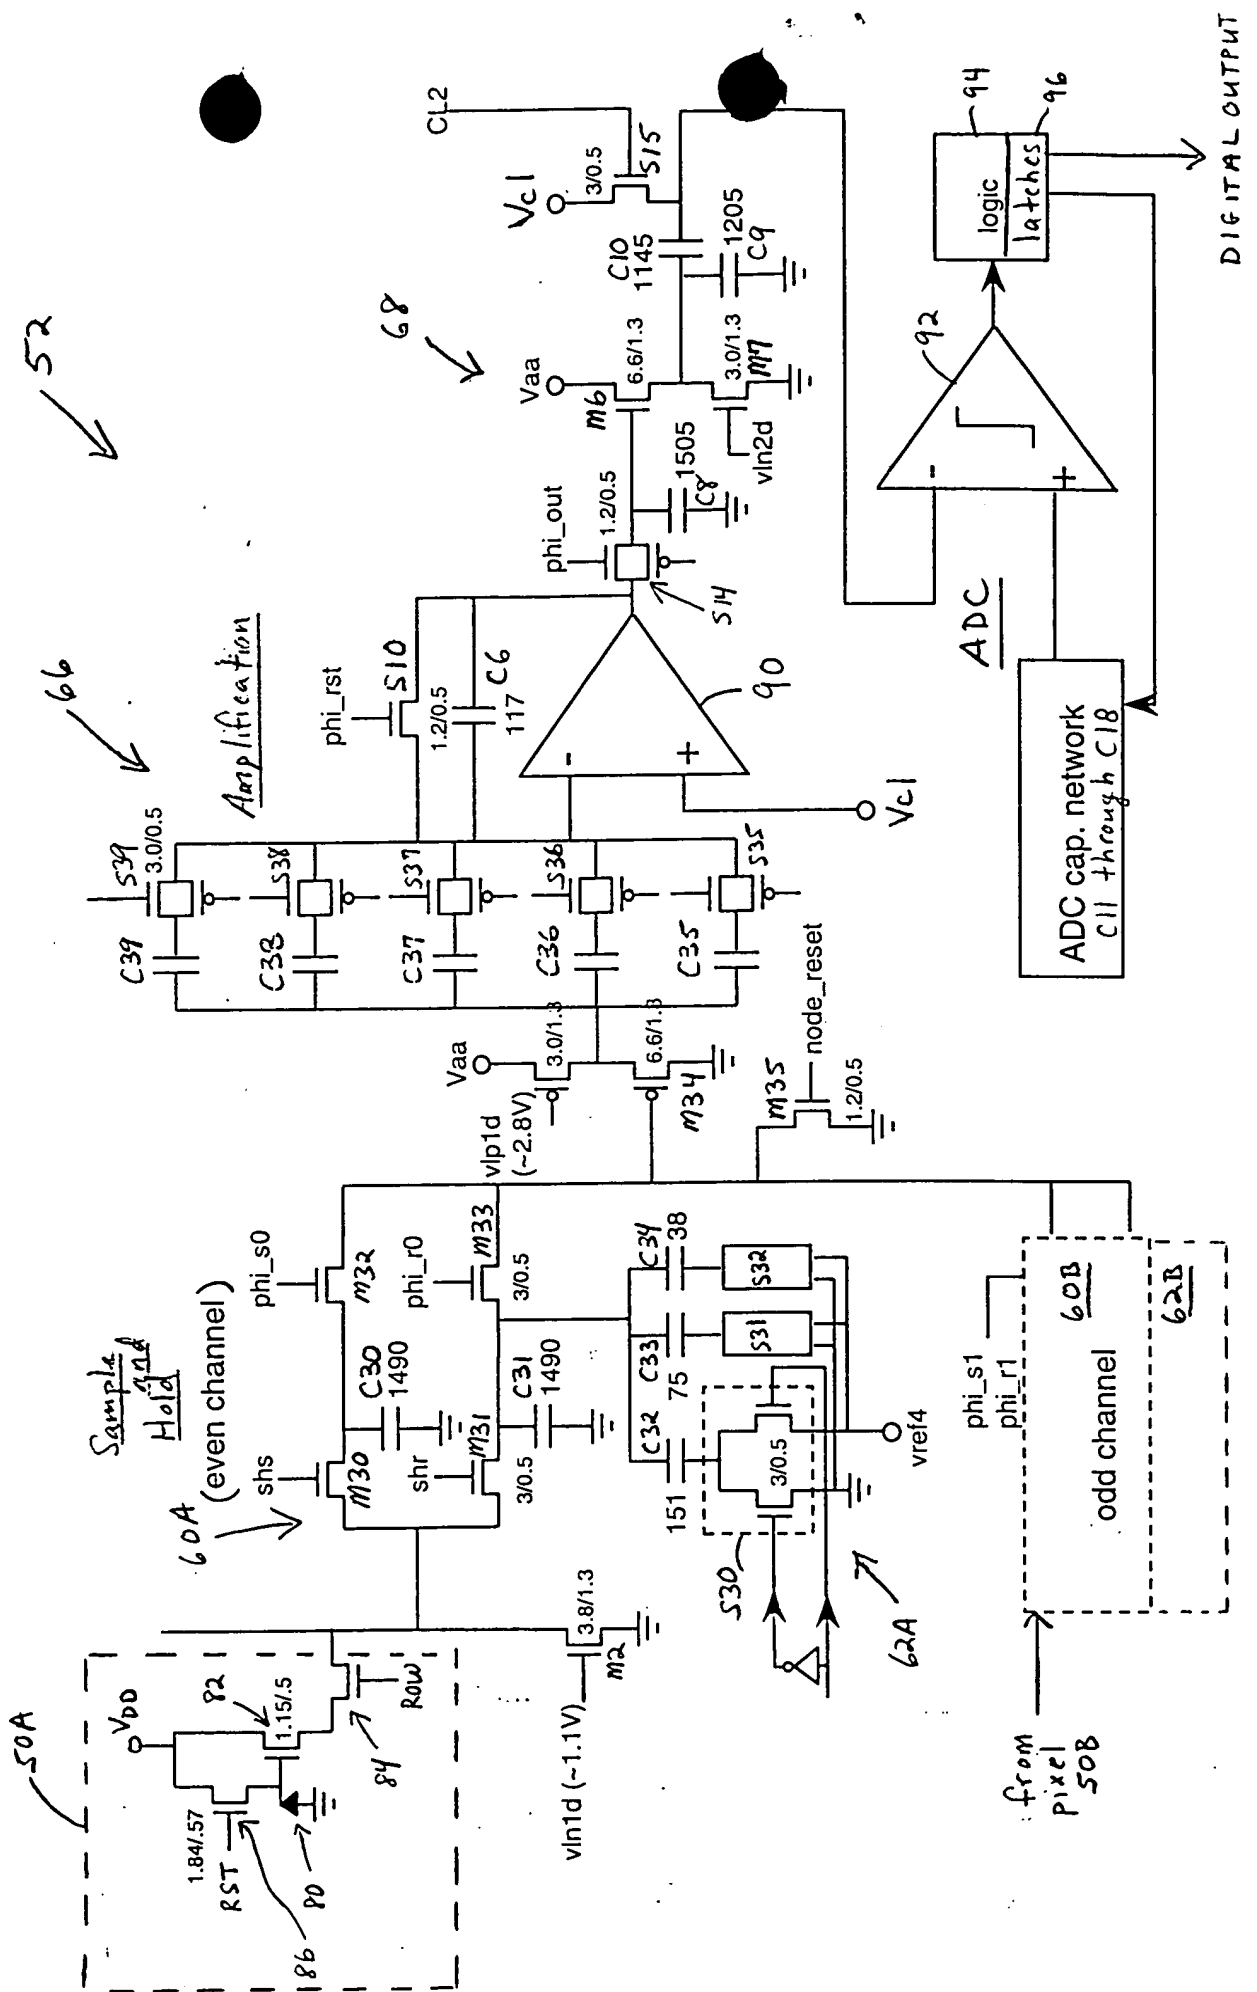 52
50A
VDD
82
1.15/.5
1.84/.57
RST
86
80
84
ROW
vln1d (~1.1V)
3.8/1.3
M2
Sample
and
Hold
60A
(even channel)
shs
M30
C30
1490
phi_s0
M32
shr
M31
3/0.5
C31
1490
phi_r0
M33
3/0.5
C32
151
C33
75
C34
38
S30
3/0.5
S31
S32
vref4
62A
from
pixel
50B
phi_s1
phi_r1
odd channel
60B
62B
vlp1d
(~2.8V)
Vaa
3.0/1.3
6.6/1.3
M34
M35
node_reset
1.2/0.5
66
Amplification
C39
S39
3.0/0.5
C38
S38
C37
S37
C36
S36
C35
S35
phi_rst
S10
1.2/0.5
C6
117
-
+
90
Vcl
phi_out
1.2/0.5
S14
C8
1505
68
Vaa
M6
6.6/1.3
3.0/1.3
M7
vln2d
C10
1145
1205
C9
Vcl
3/0.5
S15
CL2
ADC
ADC cap. network
C11 through C18
-
+
92
logic
latches
94
96
DIGITAL OUTPUT